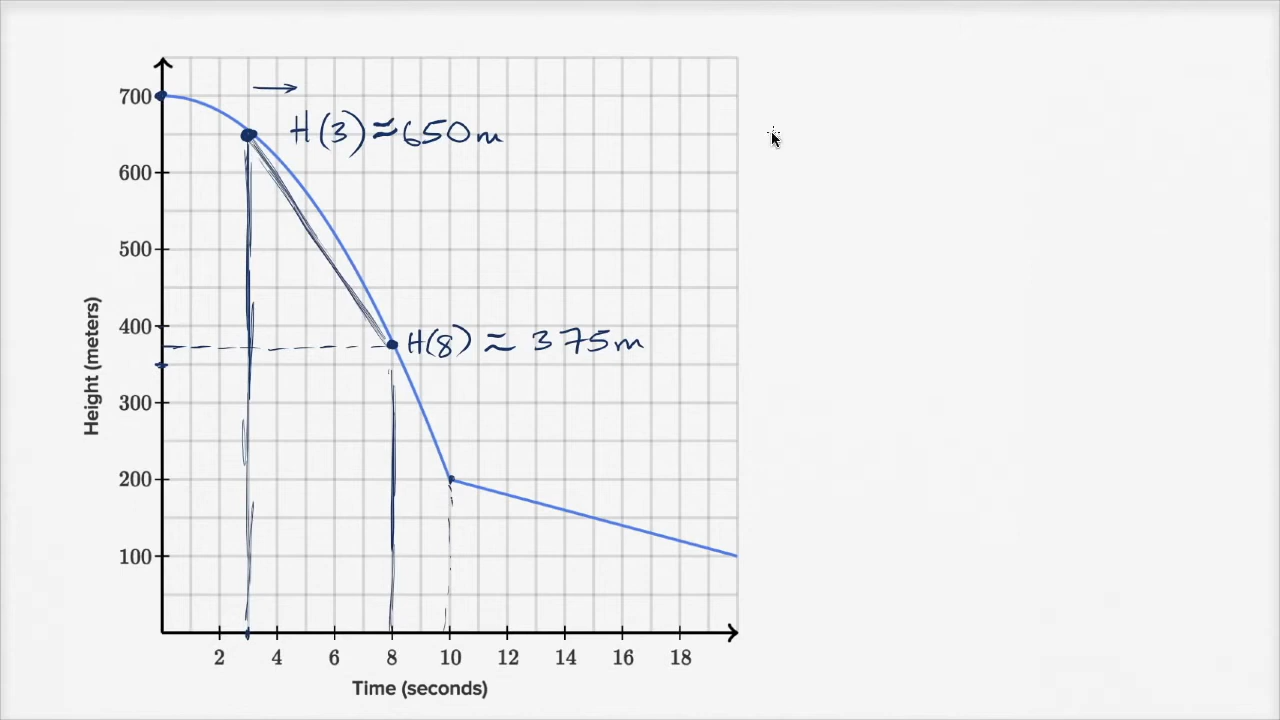 700
H(3)≈650m
600
500
400
H(8) ≈ 375m
300
200
100
Height (meters)
2 4 6 8 10 12 14 16 18
Time (seconds)